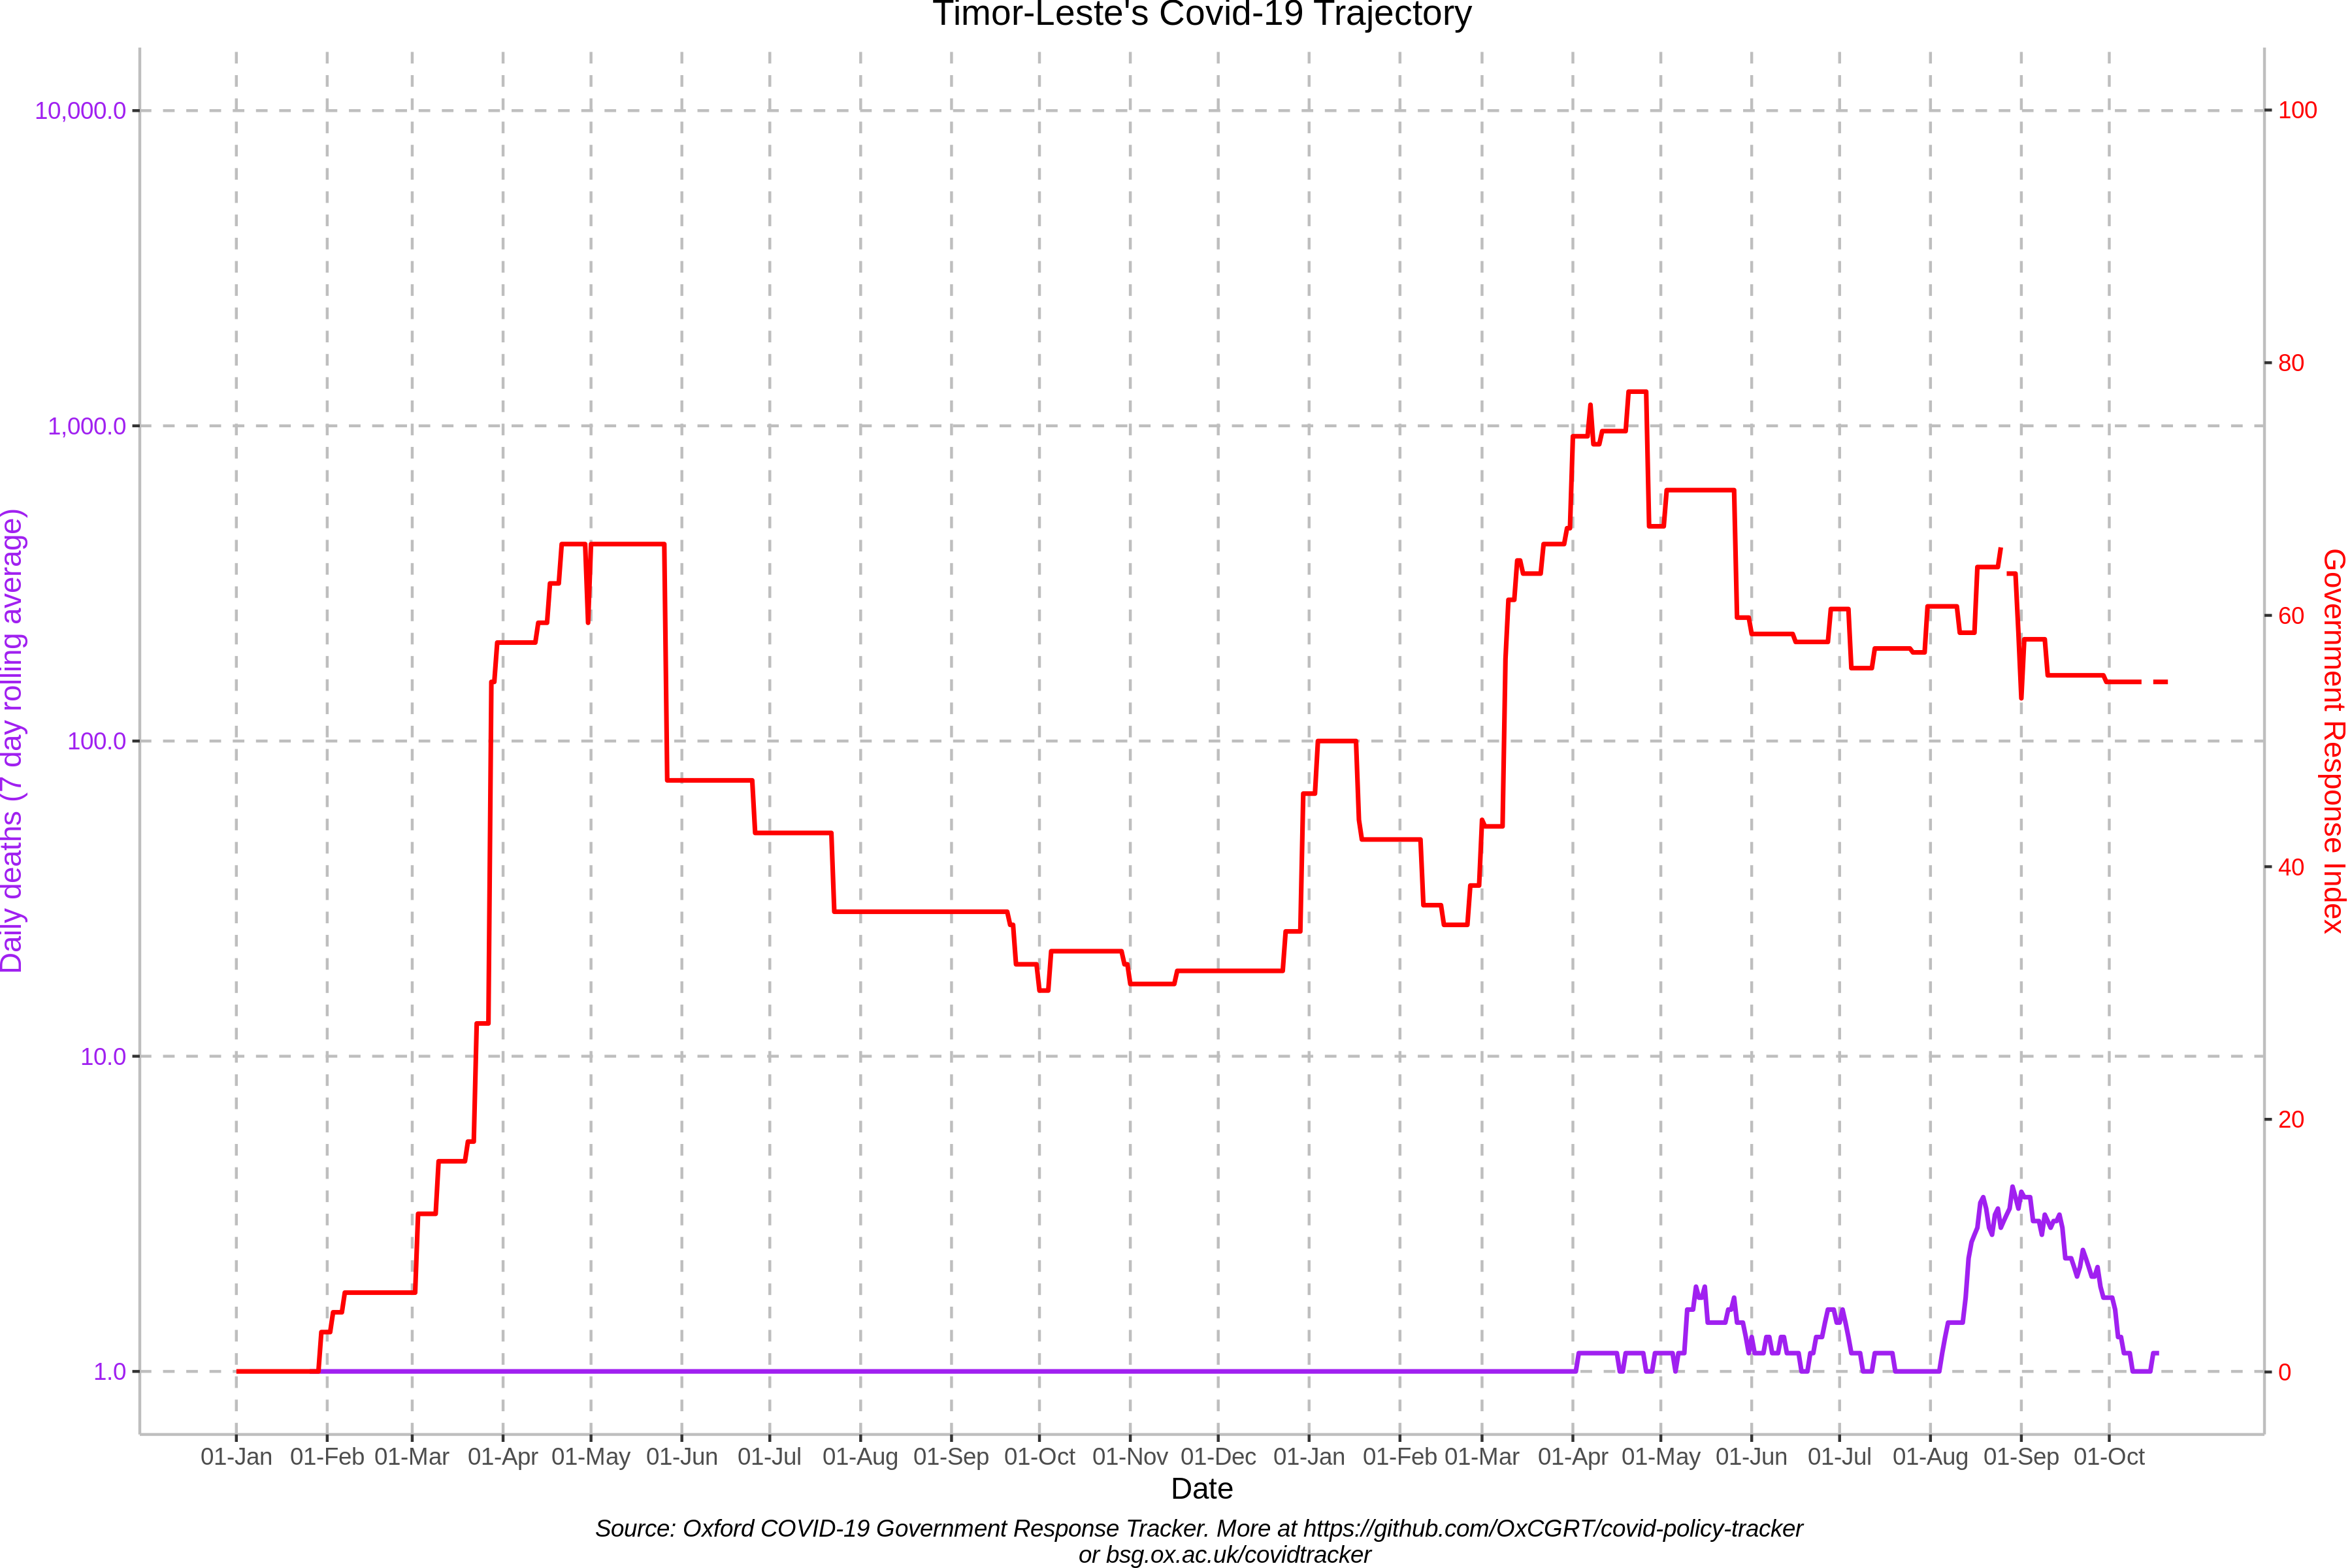 Timor-Leste's Covid-19 Trajectory
10,000.0
1,000.0
100.0
10.0
1.0
Daily deaths (7 day rolling average)
100
80
60
40
20
0
Government Response Index
01-Jan 01-Feb 01-Mar 01-Apr 01-May 01-Jun 01-Jul 01-Aug 01-Sep 01-Oct 01-Nov 01-Dec 01-Jan 01-Feb 01-Mar 01-Apr 01-May 01-Jun 01-Jul 01-Aug 01-Sep 01-Oct
Date
Source: Oxford COVID-19 Government Response Tracker. More at https://github.com/OxCGRT/covid-policy-tracker
or bsg.ox.ac.uk/covidtracker